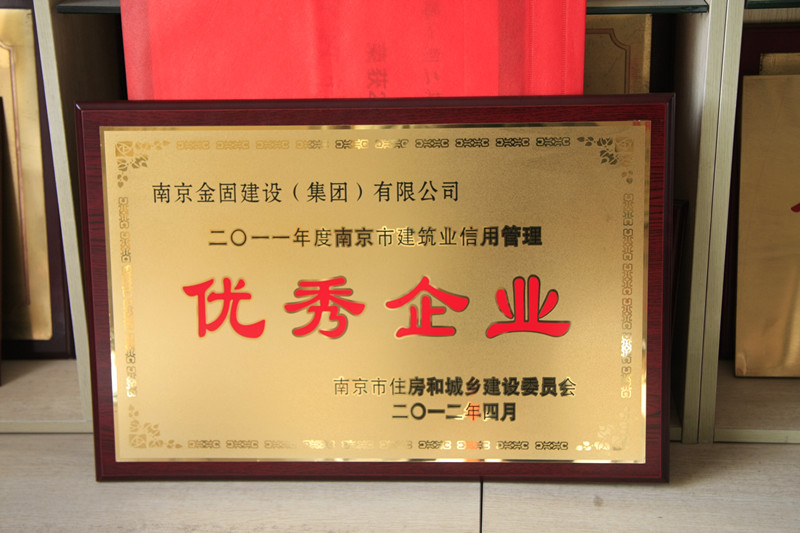 南京金固建设（集团）有限公司
二〇一一年度南京市建筑业信用管理
优秀企业
南京市住房和城乡建设委员会
二〇一二年四月